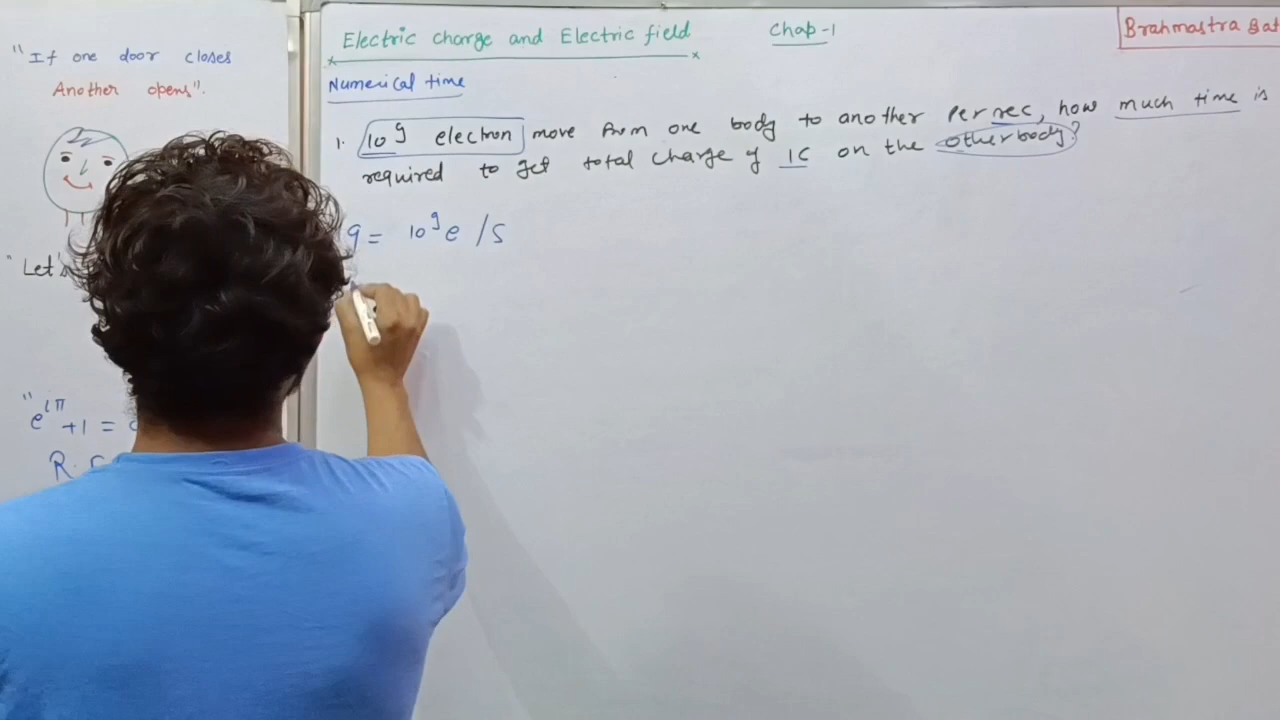 "If one door closes
Another opens".
" Let's
"
e^iπ +1 =
R.
Electric charge and Electric field
Chap-1
Brahmastra Bat
Numerical time
1. 10^9 electron move from one body to another per sec, how much time is
required to get total charge of 1C on the other body?
q = 10^9 e /s